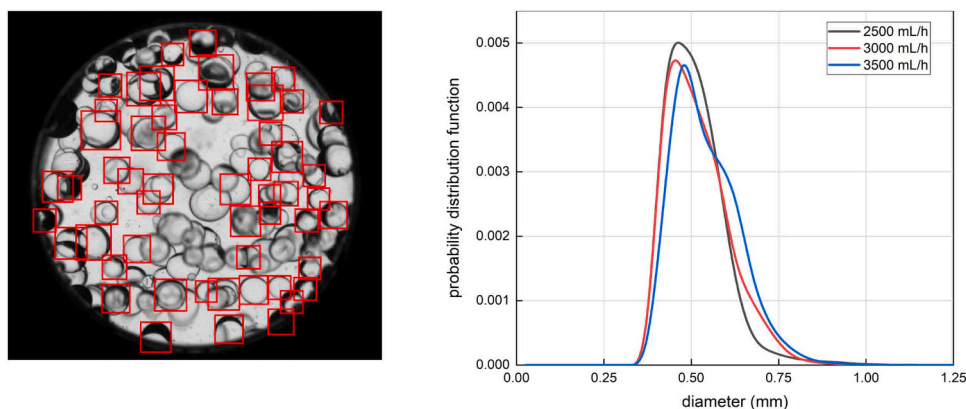 2500 mL/h
3000 mL/h
3500 mL/h
0.005
0.004
0.003
0.002
0.001
0.000
probability distribution function
0.00
0.25
0.50
0.75
1.00
1.25
diameter (mm)